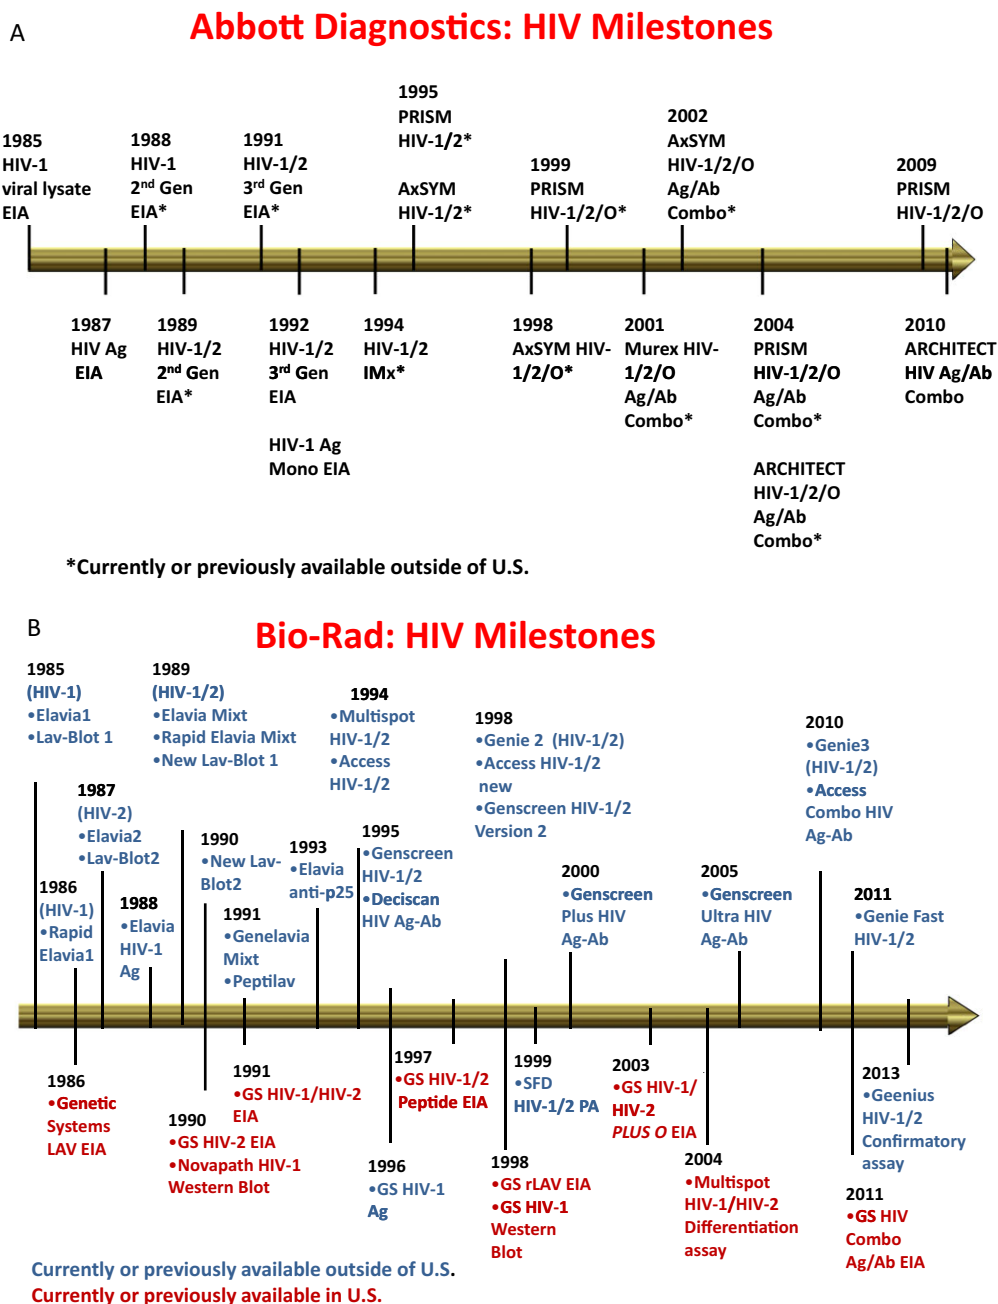 A
Abbott Diagnostics: HIV Milestones
1985
HIV-1
viral lysate
EIA
1988
HIV-1
2nd Gen
EIA*
1991
HIV-1/2
3rd Gen
EIA*
1995
PRISM
HIV-1/2*
AxSYM
HIV-1/2*
1999
PRISM
HIV-1/2/O*
2002
AxSYM
HIV-1/2/O
Ag/Ab
Combo*
2009
PRISM
HIV-1/2/O
1987
HIV Ag
EIA
1989
HIV-1/2
2nd Gen
EIA*
1992
HIV-1/2
3rd Gen
EIA
HIV-1 Ag
Mono EIA
1994
HIV-1/2
IMx*
1998
AxSYM HIV-
1/2/O*
2001
Murex HIV-
1/2/O
Ag/Ab
Combo*
2004
PRISM
HIV-1/2/O
Ag/Ab
Combo*
ARCHITECT
HIV-1/2/O
Ag/Ab
Combo*
2010
ARCHITECT
HIV Ag/Ab
Combo
*Currently or previously available outside of U.S.
B
Bio-Rad: HIV Milestones
1985
(HIV-1)
•Elavia1
•Lav-Blot 1
1986
(HIV-1)
•Rapid
Elavia1
1987
(HIV-2)
•Elavia2
•Lav-Blot2
1988
•Elavia
HIV-1
Ag
1989
(HIV-1/2)
•Elavia Mixt
•Rapid Elavia Mixt
•New Lav-Blot 1
1990
•New Lav-
Blot2
1991
•Genelavia
Mixt
•Peptilav
1993
•Elavia
anti-p25
1994
•Multispot
HIV-1/2
•Access
HIV-1/2
1995
•Genscreen
HIV-1/2
•Deciscan
HIV Ag-Ab
1998
•Genie 2 (HIV-1/2)
•Access HIV-1/2
new
•Genscreen HIV-1/2
Version 2
2000
•Genscreen
Plus HIV
Ag-Ab
2005
•Genscreen
Ultra HIV
Ag-Ab
2010
•Genie3
(HIV-1/2)
•Access
Combo HIV
Ag-Ab
2011
•Genie Fast
HIV-1/2
1986
•Genetic
Systems
LAV EIA
1990
•GS HIV-2 EIA
•Novapath HIV-1
Western Blot
1991
•GS HIV-1/HIV-2
EIA
1996
•GS HIV-1
Ag
1997
•GS HIV-1/2
Peptide EIA
1998
•GS rLAV EIA
•GS HIV-1
Western
Blot
1999
•SFD
HIV-1/2 PA
2003
•GS HIV-1/
HIV-2
PLUS O EIA
2004
•Multispot
HIV-1/HIV-2
Differentiation
assay
2013
•Geenius
HIV-1/2
Confirmatory
assay
2011
•GS HIV
Combo
Ag/Ab EIA
Currently or previously available outside of U.S.
Currently or previously available in U.S.